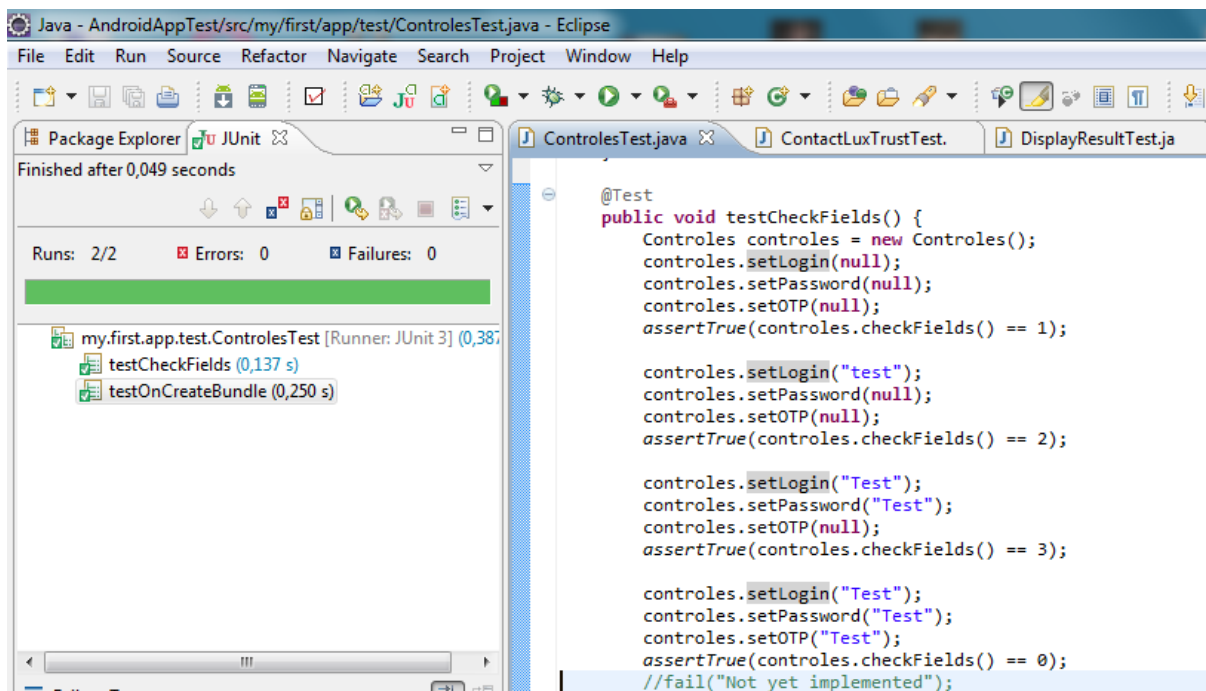 Java - AndroidAppTest/src/my/first/app/test/ControlesTest.java - Eclipse
File Edit Run Source Refactor Navigate Search Project Window Help
Package Explorer JUnit
Finished after 0,049 seconds
Runs: 2/2 Errors: 0 Failures: 0
my.first.app.test.ControlesTest [Runner: JUnit 3] (0,387
testCheckFields (0,137 s)
testOnCreateBundle (0,250 s)
ControlesTest.java ContactLuxTrustTest. DisplayResultTest.ja
@Test
public void testCheckFields() {
Controles controles = new Controles();
controles.setLogin(null);
controles.setPassword(null);
controles.setOTP(null);
assertTrue(controles.checkFields() == 1);
controles.setLogin("test");
controles.setPassword(null);
controles.setOTP(null);
assertTrue(controles.checkFields() == 2);
controles.setLogin("Test");
controles.setPassword("Test");
controles.setOTP(null);
assertTrue(controles.checkFields() == 3);
controles.setLogin("Test");
controles.setPassword("Test");
controles.setOTP("Test");
assertTrue(controles.checkFields() == 0);
//fail("Not yet implemented");